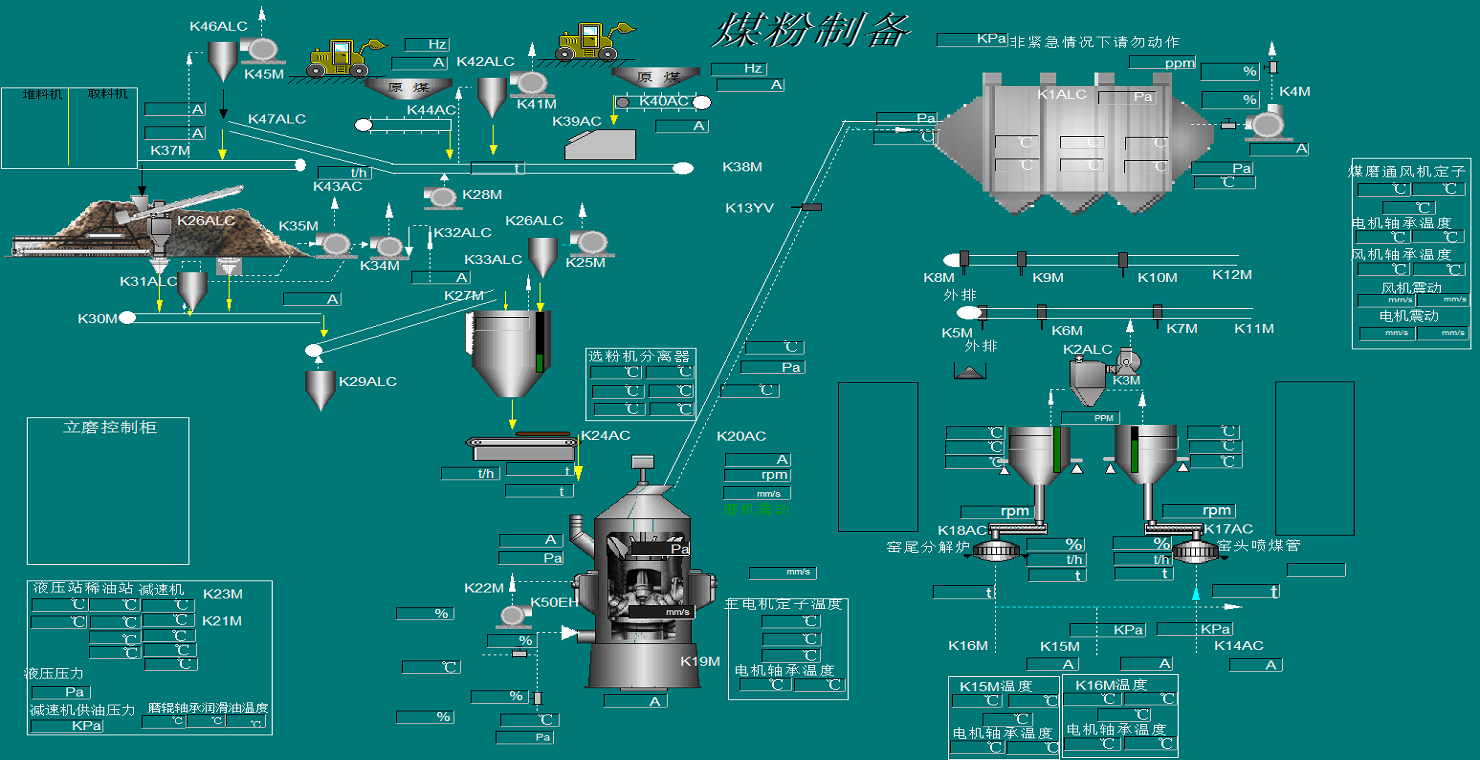 煤粉制备
KPa 非紧急情况下请勿动作
K46ALC
K45M
Hz
A
K42ALC
K41M
原煤
K44AC
原煤
K40AC
Hz
A
K39AC
A
堆料机 取料机
A
A
K37M
K47ALC
t/h
K43AC
t
K38M
K28M
ppm
%
%
K4M
A
K1ALC
Pa
Pa
℃
℃ ℃ ℃
℃ ℃ ℃
Pa
℃
K13YV
K26ALC
K35M
K34M
K32ALC
A
K26ALC
K33ALC
K25M
K31ALC
A
K30M
K27M
K29ALC
煤磨通风机定子
℃ ℃
℃
电机轴承温度
℃ ℃
风机轴承温度
℃ ℃
风机震动
mm/s mm/s
电机震动
mm/s mm/s
K8M
K9M
K10M
K12M
外排
K5M
K6M
K7M
K11M
外排
K2ALC
K3M
PPM
选粉机分离器
℃ ℃
℃ ℃
℃ ℃
℃
Pa
℃
立磨控制柜
K24AC
t/h
t
t
K20AC
A
rpm
mm/s
磨机震动
℃
℃
℃
℃
℃
℃
rpm
rpm
K18AC
K17AC
窑尾分解炉
窑头喷煤管
%
t/h
t
%
t/h
t
t
t
A
Pa
Pa
mm/s
mm/s
K22M
K50EH
%
%
℃
%
%
℃
Pa
K19M
A
主电机定子温度
℃
℃
℃
电机轴承温度
℃ ℃
液压站稀油站 减速机
℃ ℃ ℃
℃ ℃ ℃
℃ ℃
℃ ℃
℃
K23M
K21M
液压压力
Pa
减速机供油压力
KPa
磨辊轴承润滑油温度
℃ ℃ ℃
KPa
KPa
K16M
K15M
K14AC
A
A
A
K15M温度
℃ ℃
℃
电机轴承温度
℃ ℃
K16M温度
℃ ℃
℃
电机轴承温度
℃ ℃